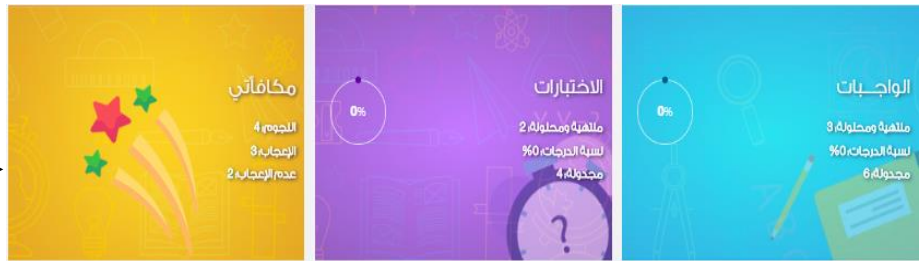 الواجـبات
0%
منتهية ومحلولة: 3
نسبة الدرجات: 0%
مجدولة: 6
الاختبارات
0%
منتهية ومحلولة: 2
نسبة الدرجات: 0%
مجدولة: 4
مكافآتي
النجوم: 4
الإعجاب: 3
عدم الإعجاب: 2
?